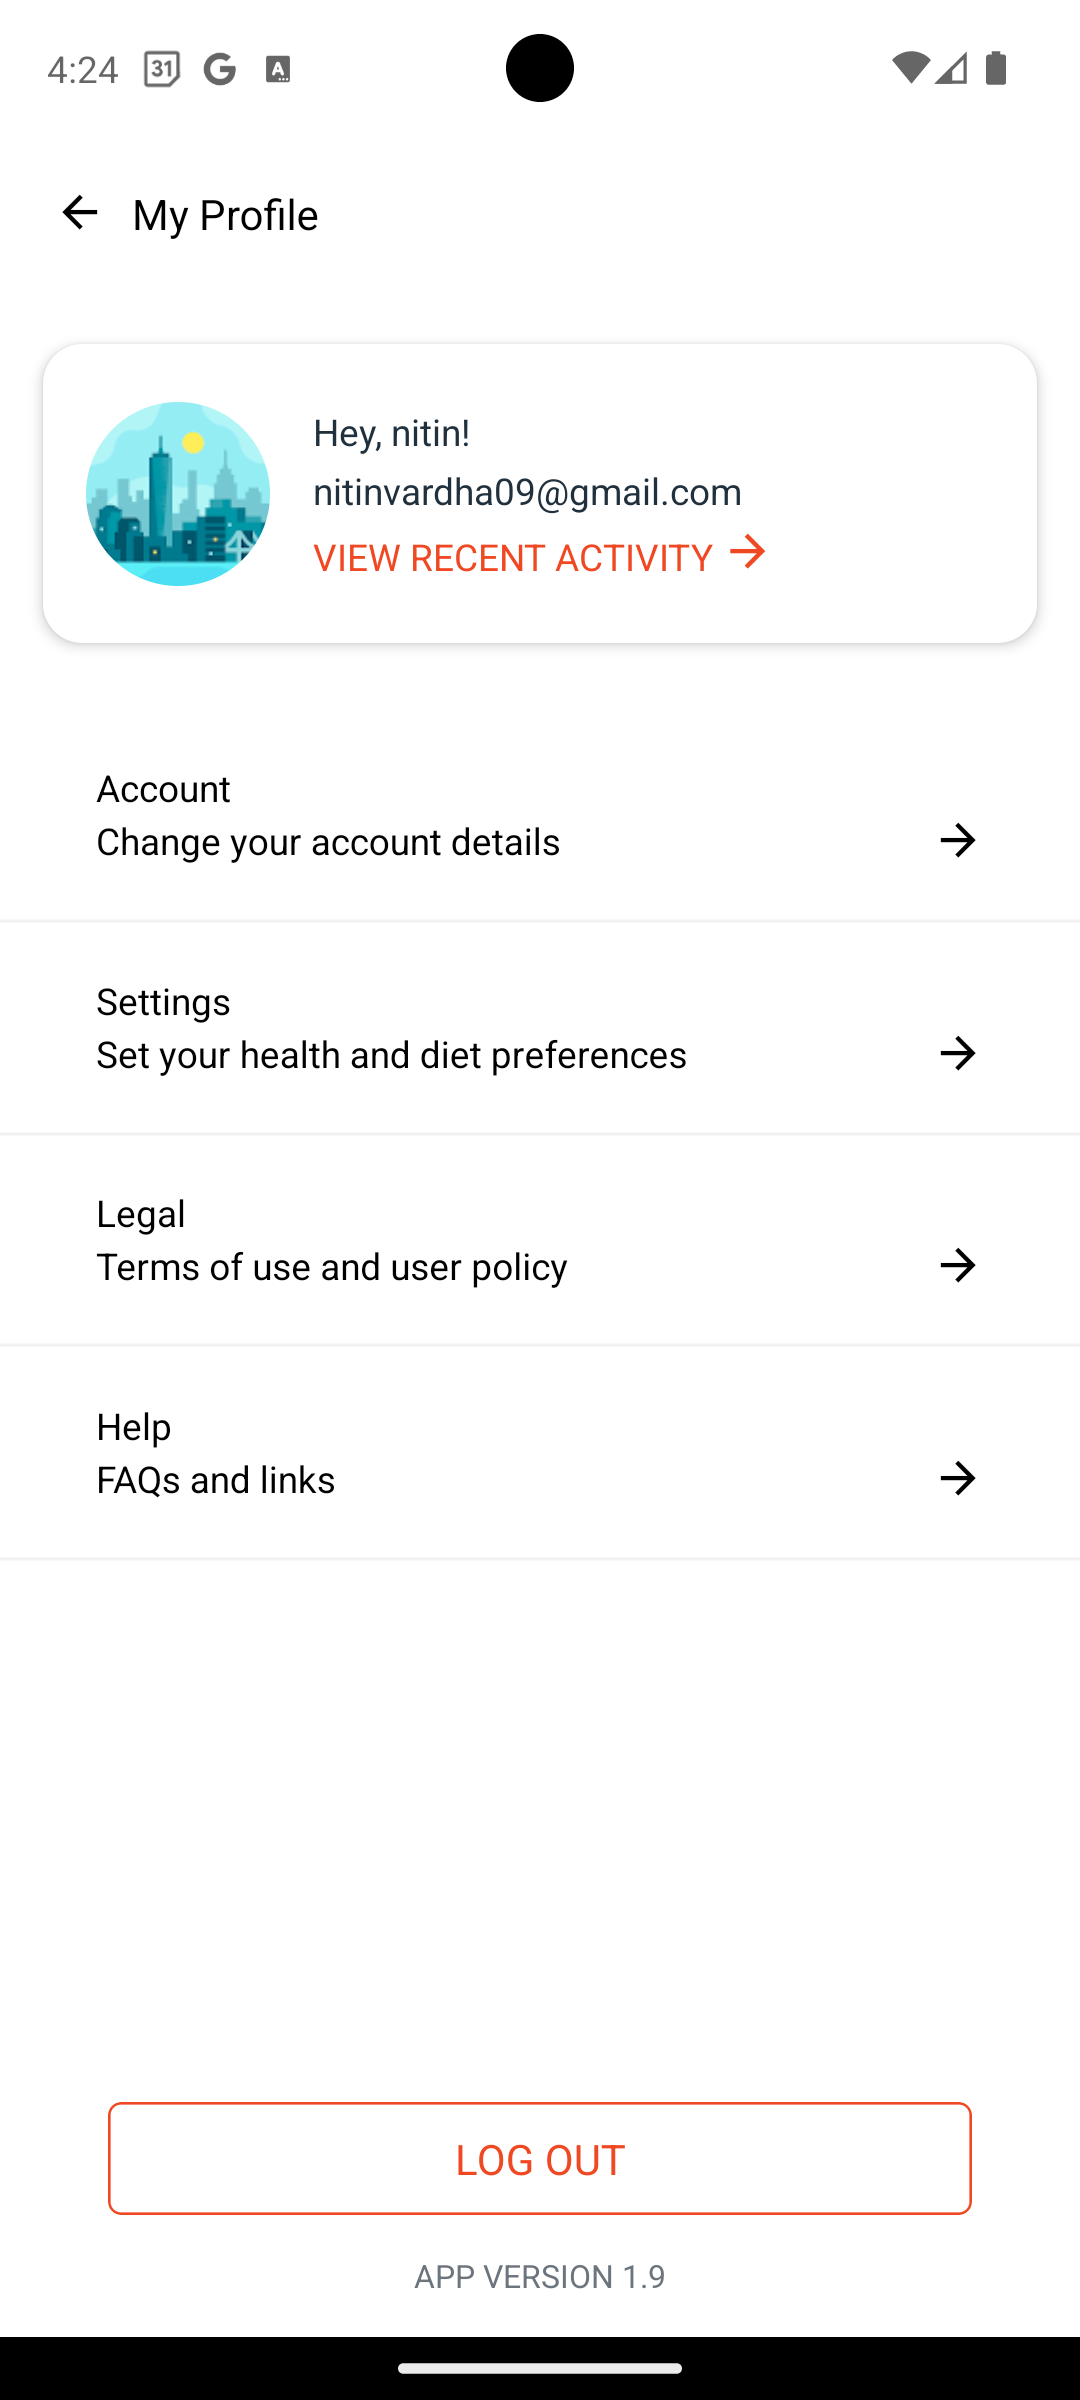 4:24
31
G
A
My Profile
Hey, nitin!
nitinvardha09@gmail.com
VIEW RECENT ACTIVITY
Account
Change your account details
Settings
Set your health and diet preferences
Legal
Terms of use and user policy
Help
FAQs and links
LOG OUT
APP VERSION 1.9